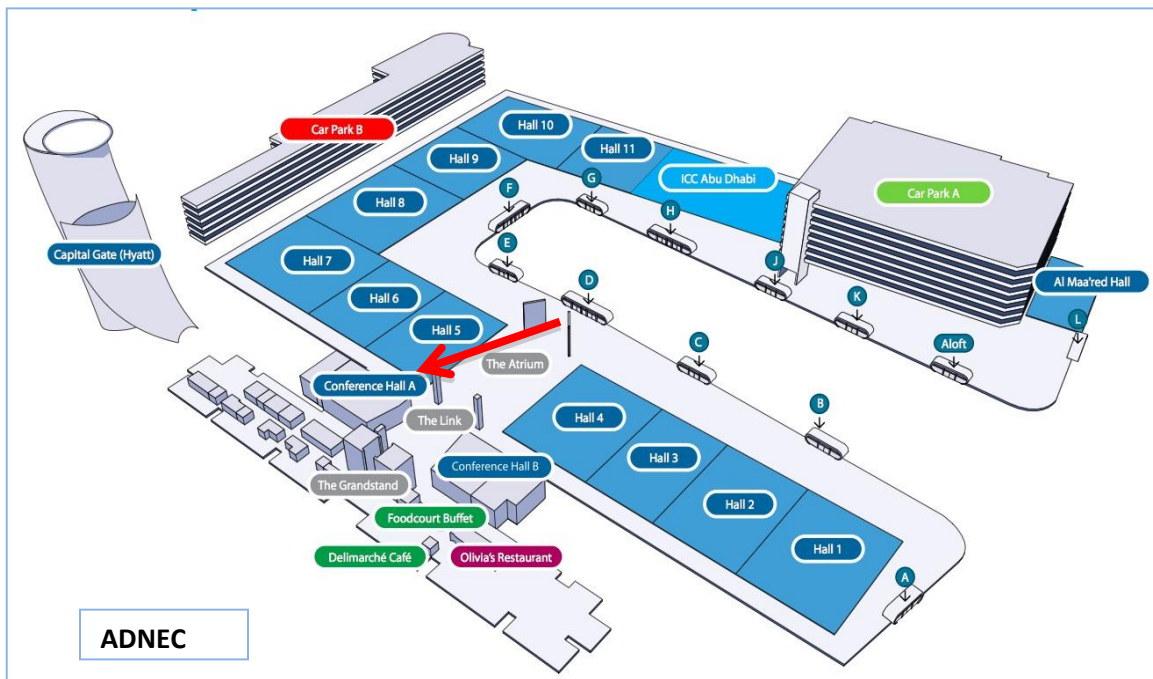 Car Park B
Hall 10
Hall 11
Hall 9
ICC Abu Dhabi
Car Park A
F
G
H
Hall 8
Capital Gate (Hyatt)
Hall 7
E
D
J
K
Al Maa'red Hall
L
Hall 6
Hall 5
Aloft
C
The Atrium
Conference Hall A
B
The Link
Hall 4
Hall 3
Conference Hall B
The Grandstand
Hall 2
Foodcourt Buffet
Hall 1
Delimarché Café
Olivia's Restaurant
A
ADNEC